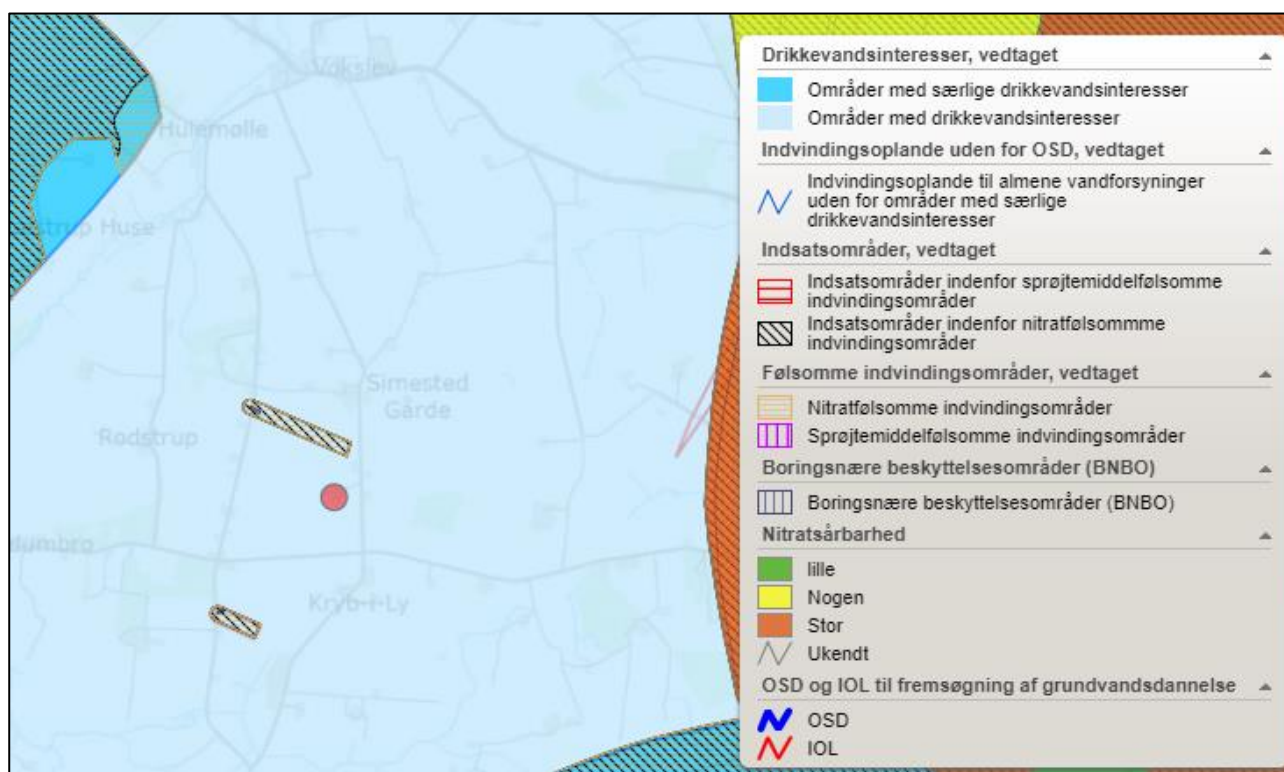 Vokslev
Hulemølle
strup Huse
Simested
Gårde
Rodstrup
dumbro
Kryb-i-Ly
Drikkevandsinteresser, vedtaget
Områder med særlige drikkevandsinteresser
Områder med drikkevandsinteresser
Indvindingsoplande uden for OSD, vedtaget
Indvindingsoplande til almene vandforsyninger
uden for områder med særlige
drikkevandsinteresser
Indsatsområder, vedtaget
Indsatsområder indenfor sprøjtemiddelfølsomme
indvindingsområder
Indsatsområder indenfor nitratfølsommme
indvindingsområder
Følsomme indvindingsområder, vedtaget
Nitratfølsomme indvindingsområder
Sprøjtemiddelfølsomme indvindingsområder
Boringsnære beskyttelsesområder (BNBO)
Boringsnære beskyttelsesområder (BNBO)
Nitratsårbarhed
lille
Nogen
Stor
Ukendt
OSD og IOL til fremsøgning af grundvandsdannelse
OSD
IOL